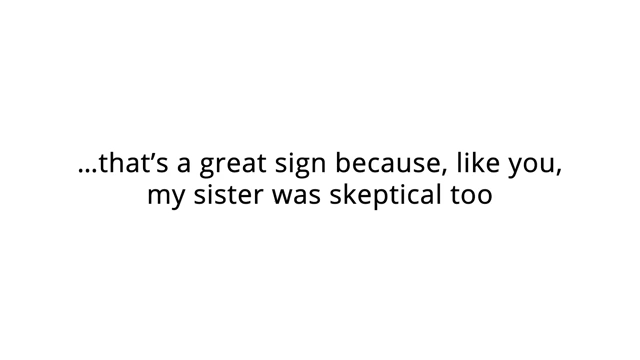 …that’s a great sign because, like you,
my sister was skeptical too